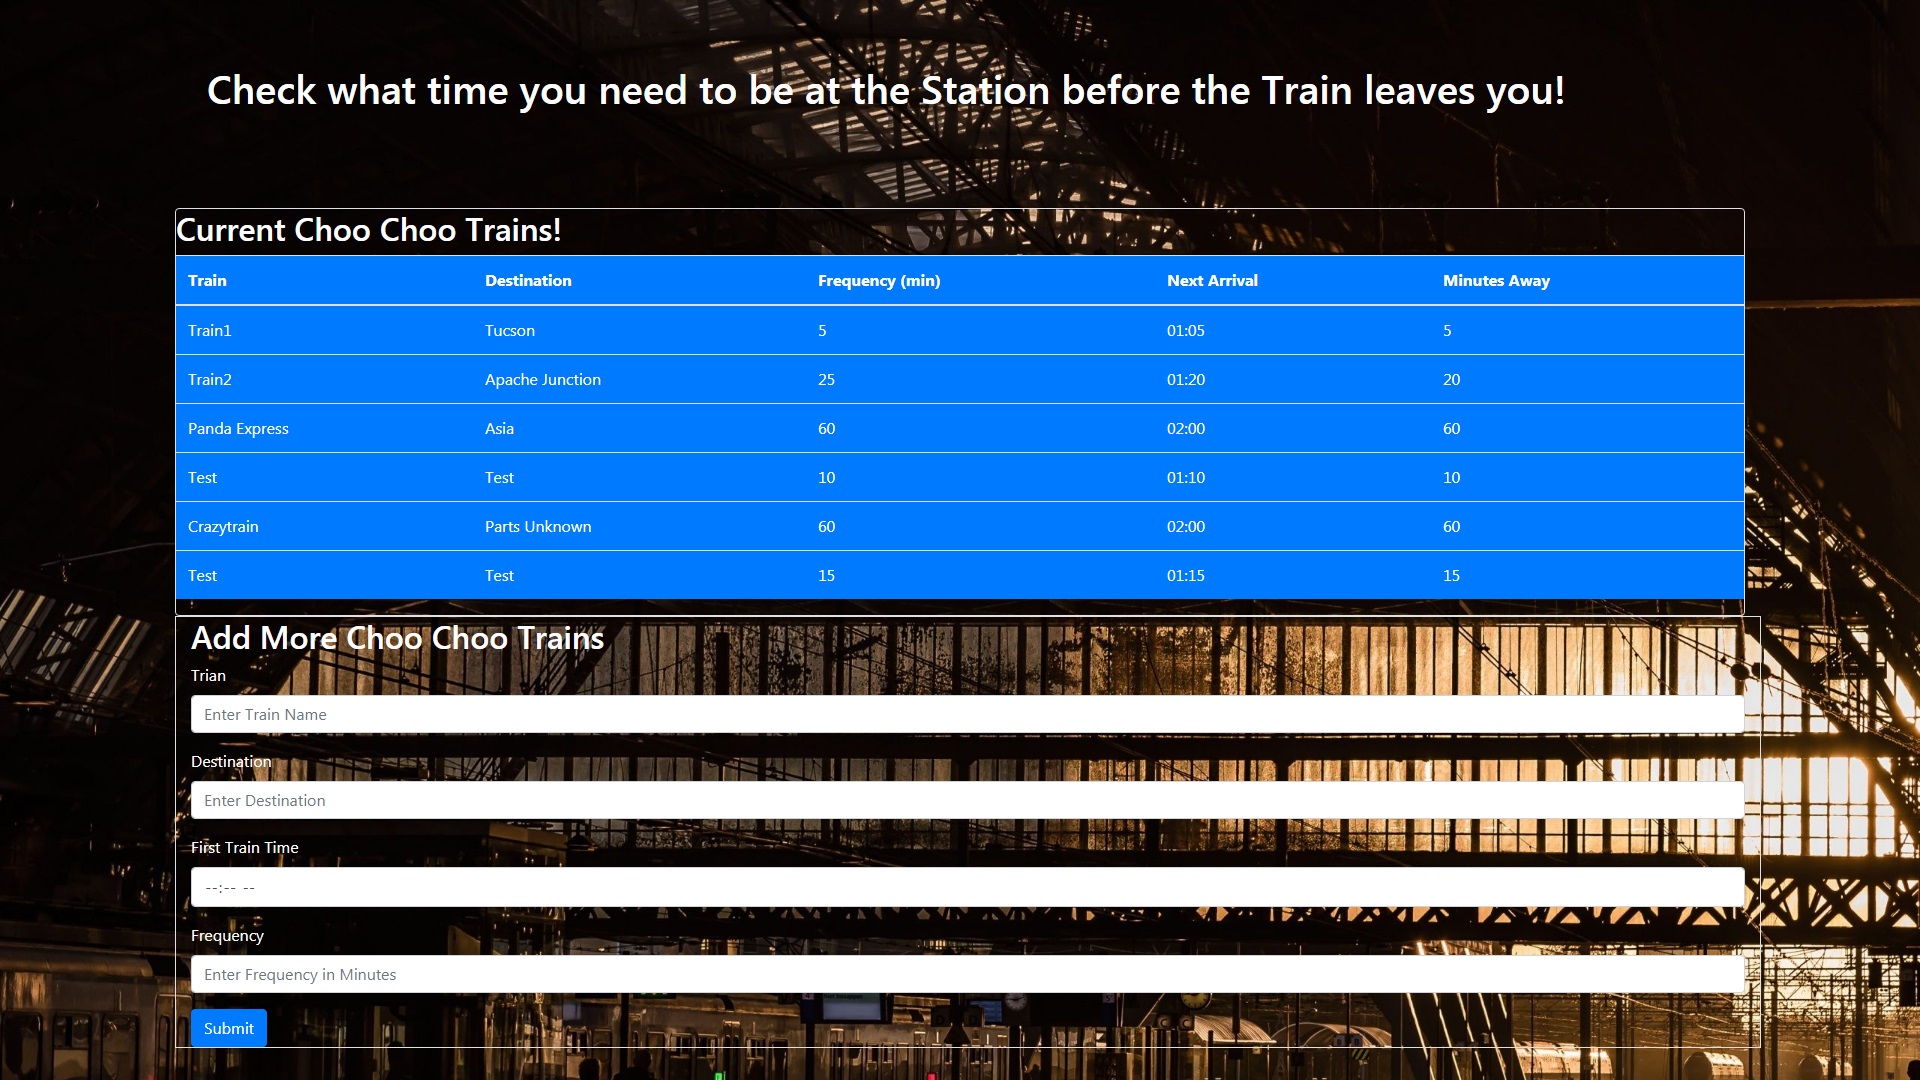 Check what time you need to be at the Station before the Train leaves you!
Current Choo Choo Trains!
Train Destination Frequency (min) Next Arrival Minutes Away
Train1 Tucson 5 01:05 5
Train2 Apache Junction 25 01:20 20
Panda Express Asia 60 02:00 60
Test Test 10 01:10 10
Crazytrain Parts Unknown 60 02:00 60
Test Test 15 01:15 15
Add More Choo Choo Trains
Trian
Enter Train Name
Destination
Enter Destination
First Train Time
--:-- --
Frequency
Enter Frequency in Minutes
Submit